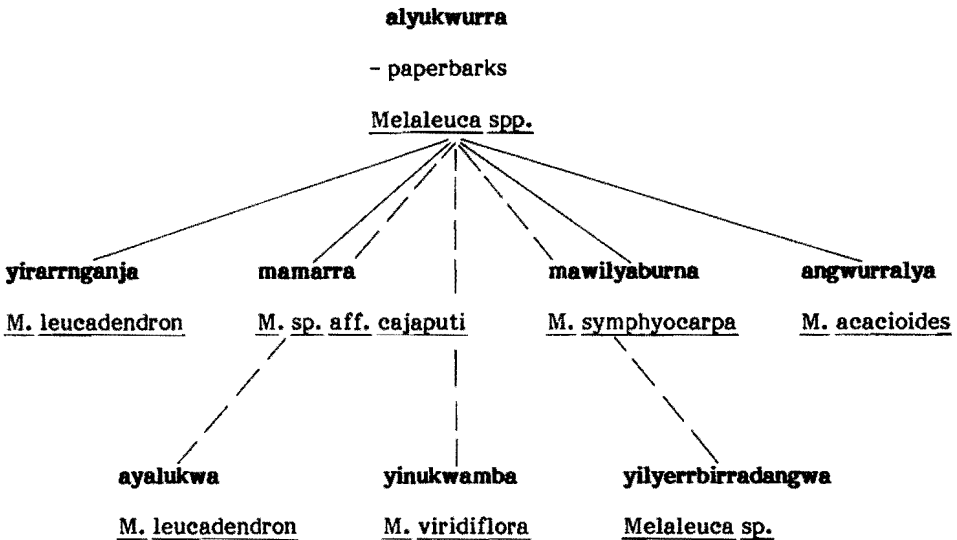 alyukwurra
- paperbarks
Melaleuca spp.
yirarrnganja mamarra mawilyaburna angwurralya
M. leucadendron M. sp. aff. cajaputi M. symphyocarpa M. acacioides
ayalukwa yinukwamba yilyerrbirradangwa
M. leucadendron M. viridiflora Melaleuca sp.